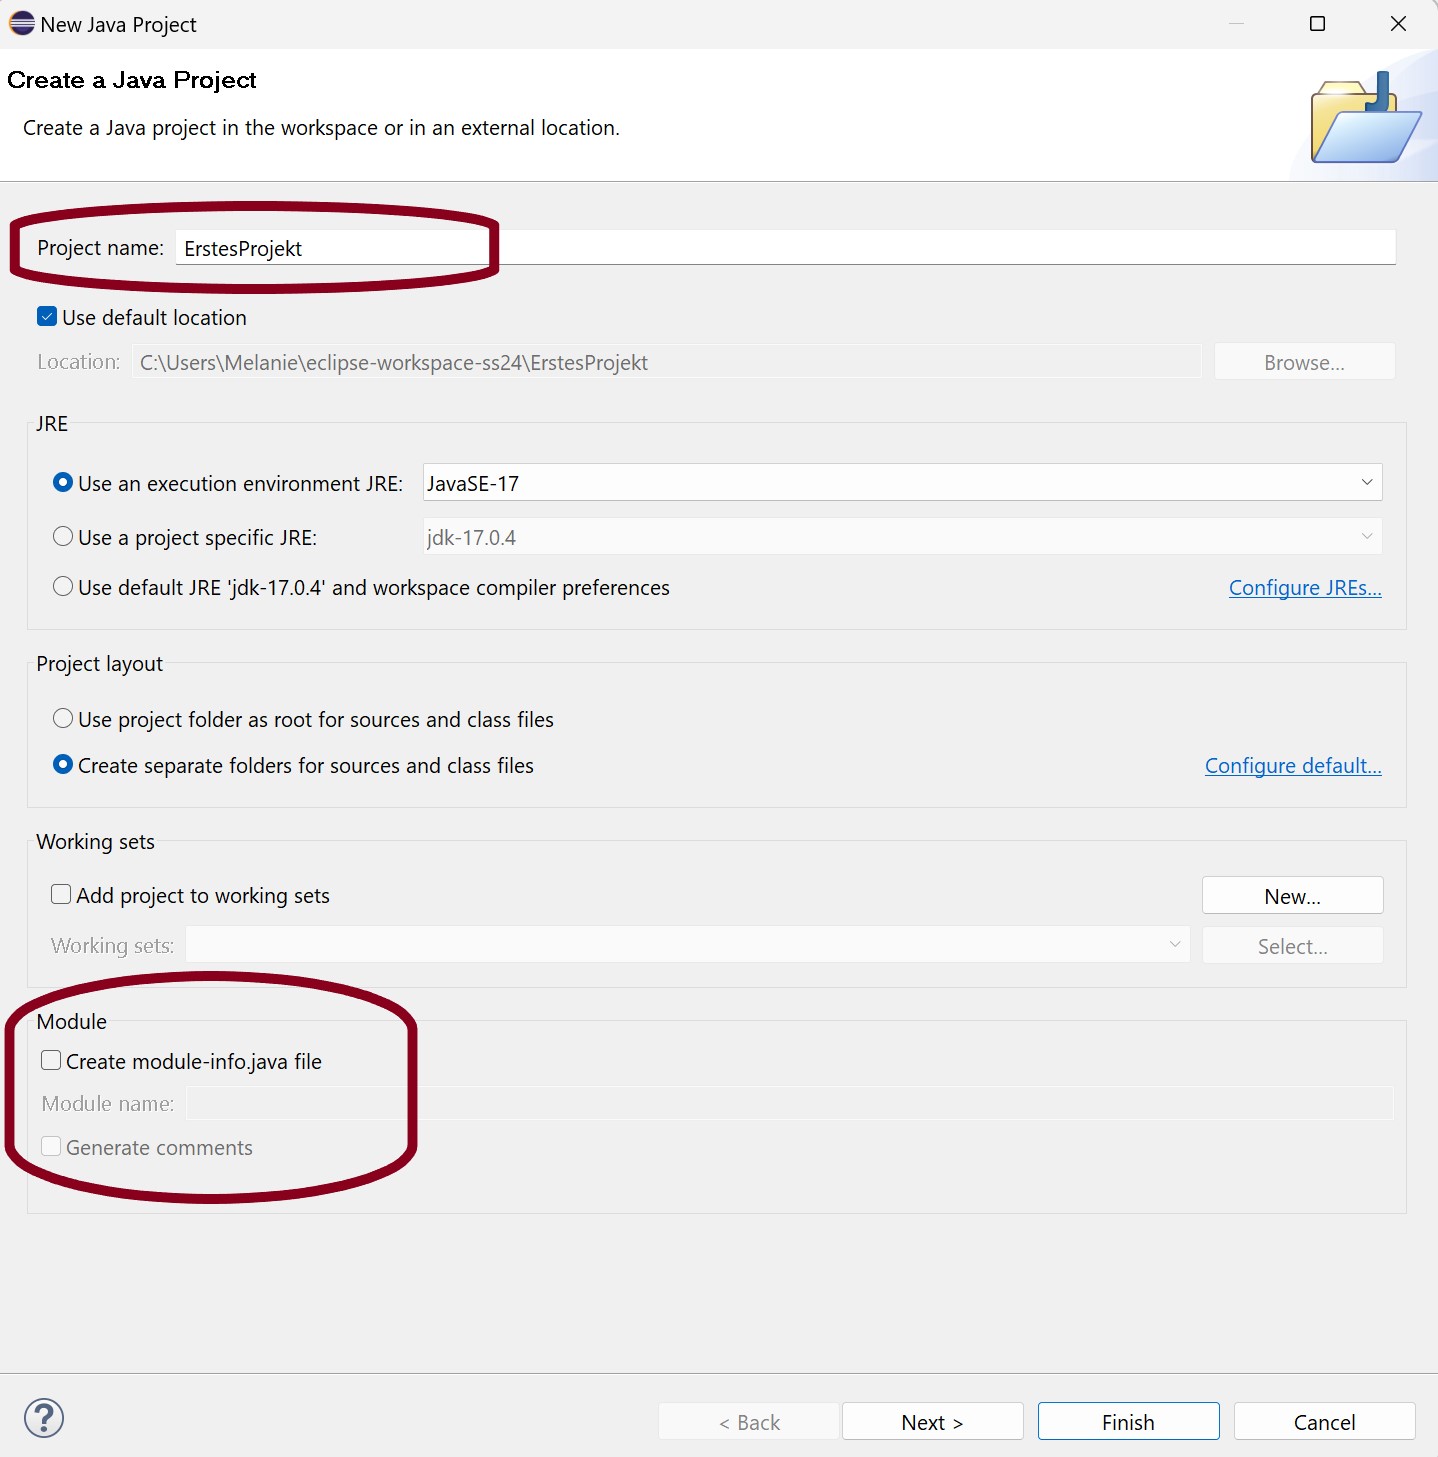 New Java Project
Create a Java Project
Create a Java project in the workspace or in an external location.
Project name: ErstesProjekt
Use default location
Location: C:\Users\Melanie\eclipse-workspace-ss24\ErstesProjekt Browse...
JRE
Use an execution environment JRE: JavaSE-17
Use a project specific JRE: jdk-17.0.4
Use default JRE 'jdk-17.0.4' and workspace compiler preferences Configure JREs...
Project layout
Use project folder as root for sources and class files
Create separate folders for sources and class files Configure default...
Working sets
Add project to working sets New...
Working sets: Select...
Module
Create module-info.java file
Module name:
Generate comments
? < Back Next > Finish Cancel